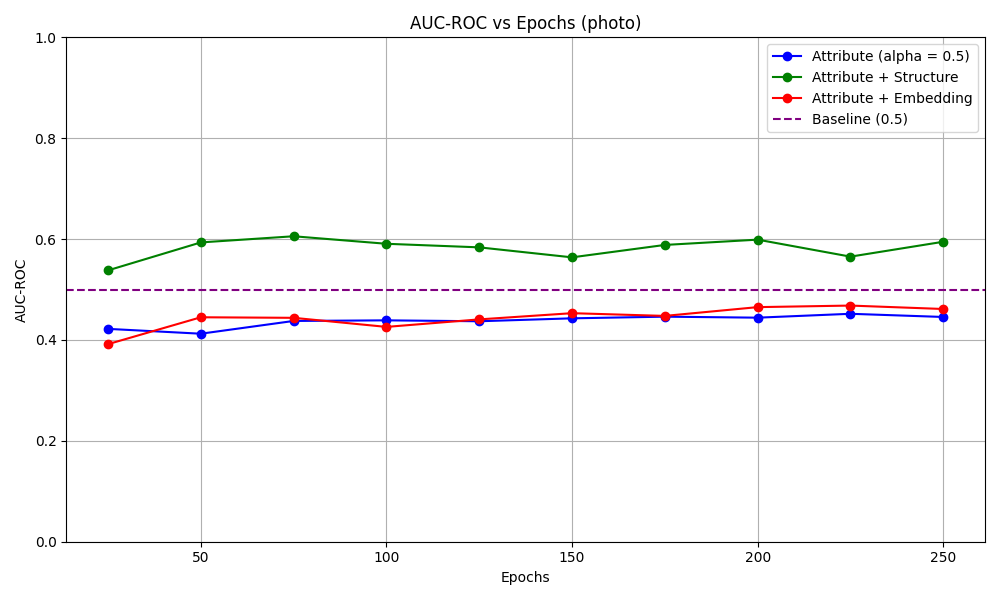 AUC-ROC vs Epochs (photo)
Attribute (alpha = 0.5)
Attribute + Structure
Attribute + Embedding
Baseline (0.5)
AUC-ROC
1.0
0.8
0.6
0.4
0.2
0.0
50 100 150 200 250
Epochs